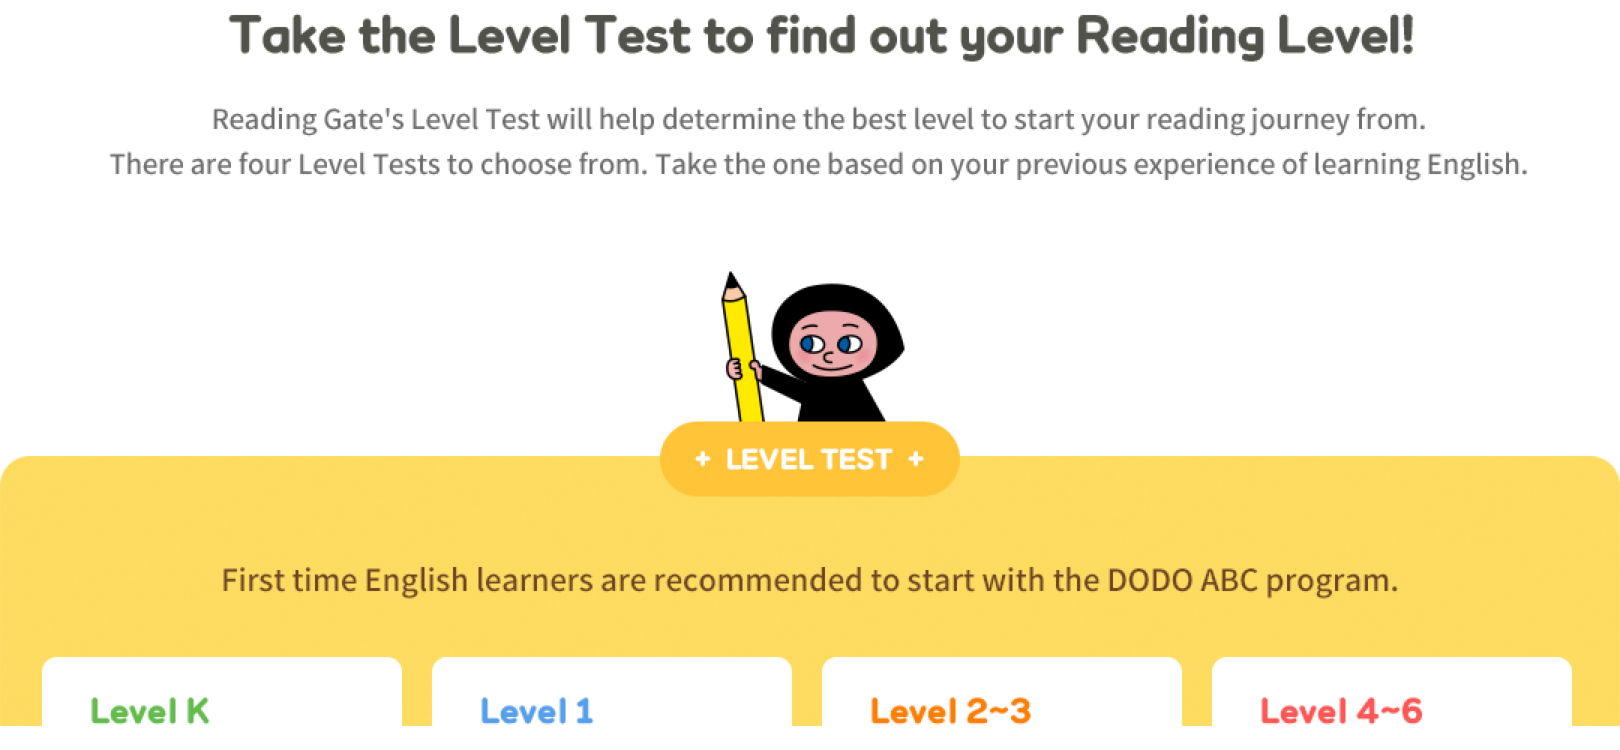 Take the Level Test to find out your Reading Level!
Reading Gate's Level Test will help determine the best level to start your reading journey from.
There are four Level Tests to choose from. Take the one based on your previous experience of learning English.
+ LEVEL TEST +
First time English learners are recommended to start with the DODO ABC program.
Level K
Level 1
Level 2~3
Level 4~6